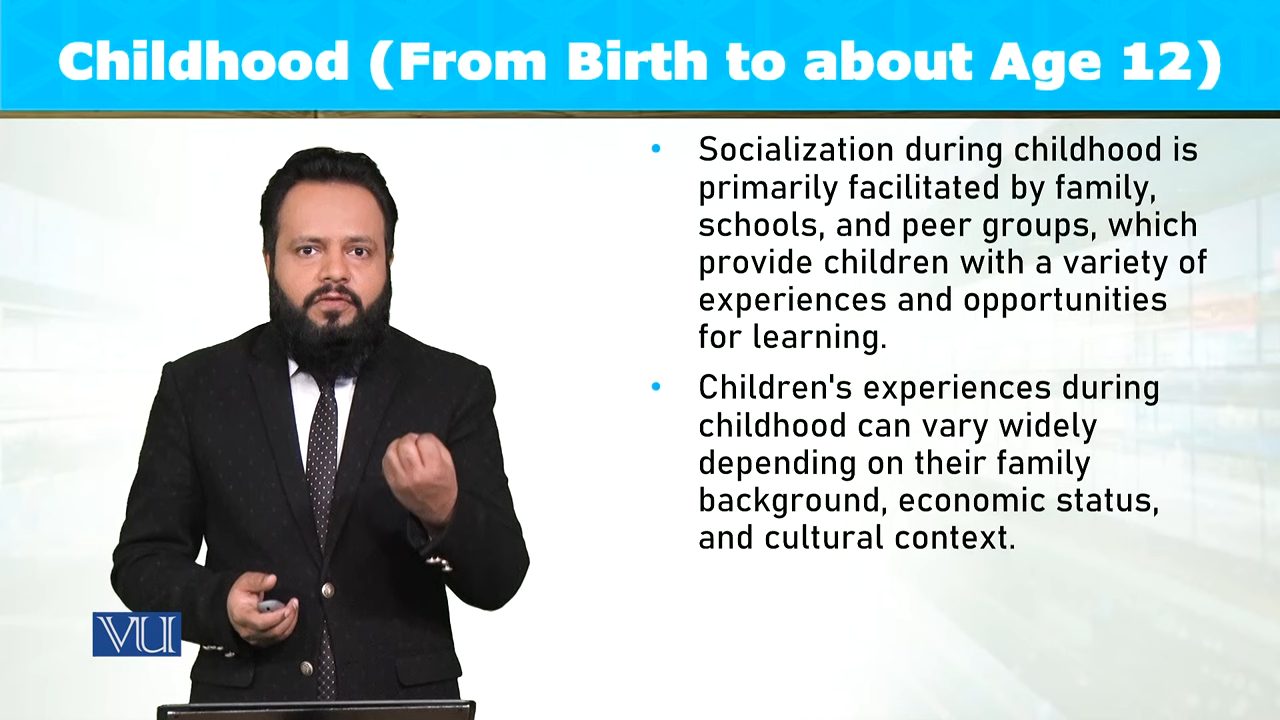 Childhood (From Birth to about Age 12)
• Socialization during childhood is
primarily facilitated by family,
schools, and peer groups, which
provide children with a variety of
experiences and opportunities
for learning.
• Children's experiences during
childhood can vary widely
depending on their family
background, economic status,
and cultural context.
VU